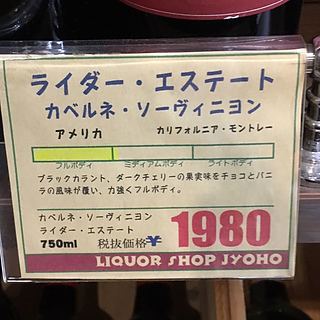 ライダー・エステート
カベルネ・ソーヴィニヨン
アメリカ カリフォルニア・モントレー
フルボディ ミディアムボディ ライトボディ
ブラックカラント、ダークチェリーの果実味をチョコとバニ
ラの風味が覆い、力強くフルボディ。
カベルネ・ソーヴィニヨン
ライダー・エステート
750ml 税抜価格¥ 1980
LIQUOR SHOP JYOHO